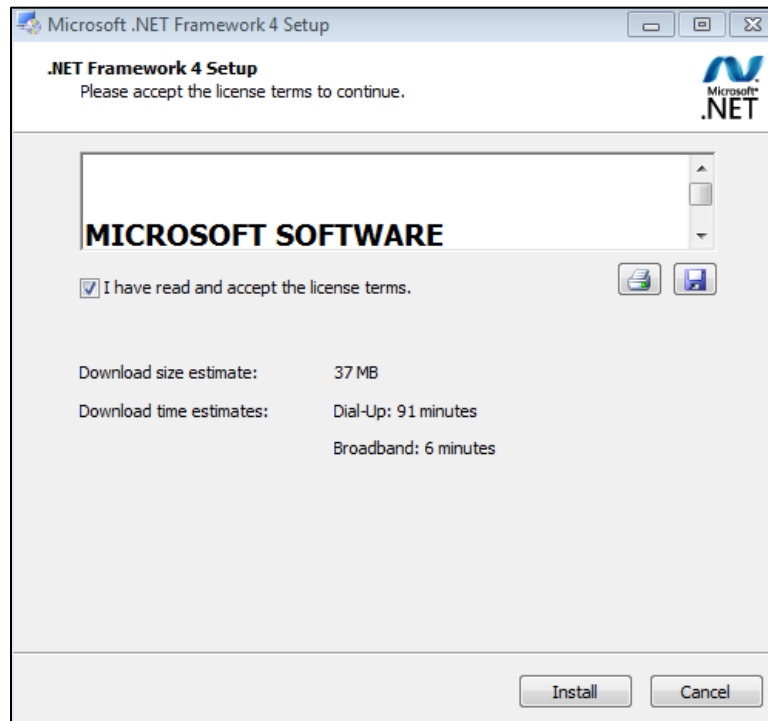 Microsoft .NET Framework 4 Setup
.NET Framework 4 Setup
Please accept the license terms to continue.
Microsoft®
.NET
MICROSOFT SOFTWARE
I have read and accept the license terms.
Download size estimate: 37 MB
Download time estimates: Dial-Up: 91 minutes
Broadband: 6 minutes
Install Cancel